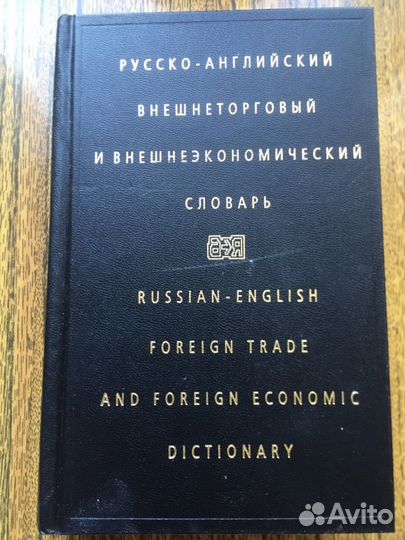 РУССКО-АНГЛИЙСКИЙ
ВНЕШНЕТОРГОВЫЙ
И ВНЕШНЕЭКОНОМИЧЕСКИЙ
СЛОВАРЬ
А-Я
RUSSIAN-ENGLISH
FOREIGN TRADE
AND FOREIGN ECONOMIC
DICTIONARY
Avito